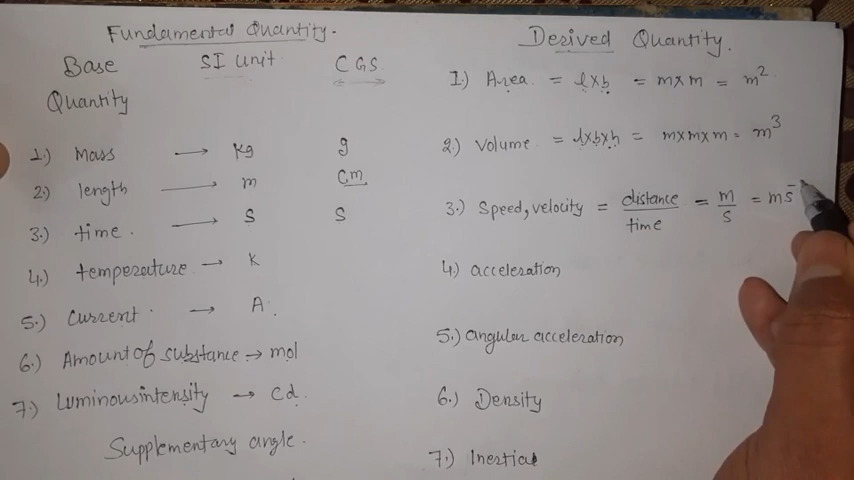 Fundamental Quantity.
Base Quantity
SI Unit
CGS
1.) Mass → kg g
2.) length → m cm
3.) time. → S S
4.) temperature → K
5.) Current. → A.
6.) Amount of substance → mol
7.) Luminous intensity → Cd.
Supplementary angle.
Derived Quantity.
1.) Area = l×b = m×m = m²
2.) Volume = l×b×h = m×m×m = m³
3.) Speed, velocity = distance/time = m/s = ms⁻
4.) acceleration
5.) angular acceleration
6.) Density
7.) Inertia